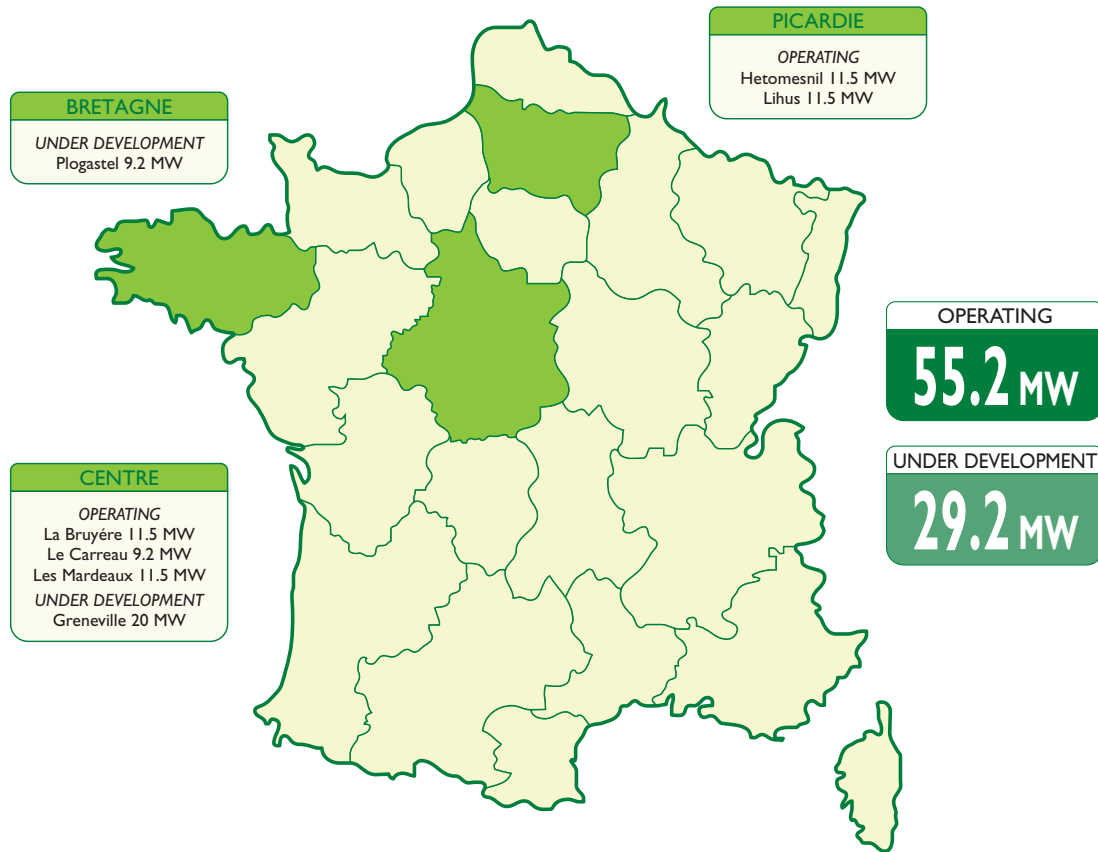 PICARDIE
OPERATING
Hetomesnil 11.5 MW
Lihus 11.5 MW
BRETAGNE
UNDER DEVELOPMENT
Plogastel 9.2 MW
OPERATING
55.2 MW
UNDER DEVELOPMENT
29.2 MW
CENTRE
OPERATING
La Bruyére 11.5 MW
Le Carreau 9.2 MW
Les Mardeaux 11.5 MW
UNDER DEVELOPMENT
Greneville 20 MW